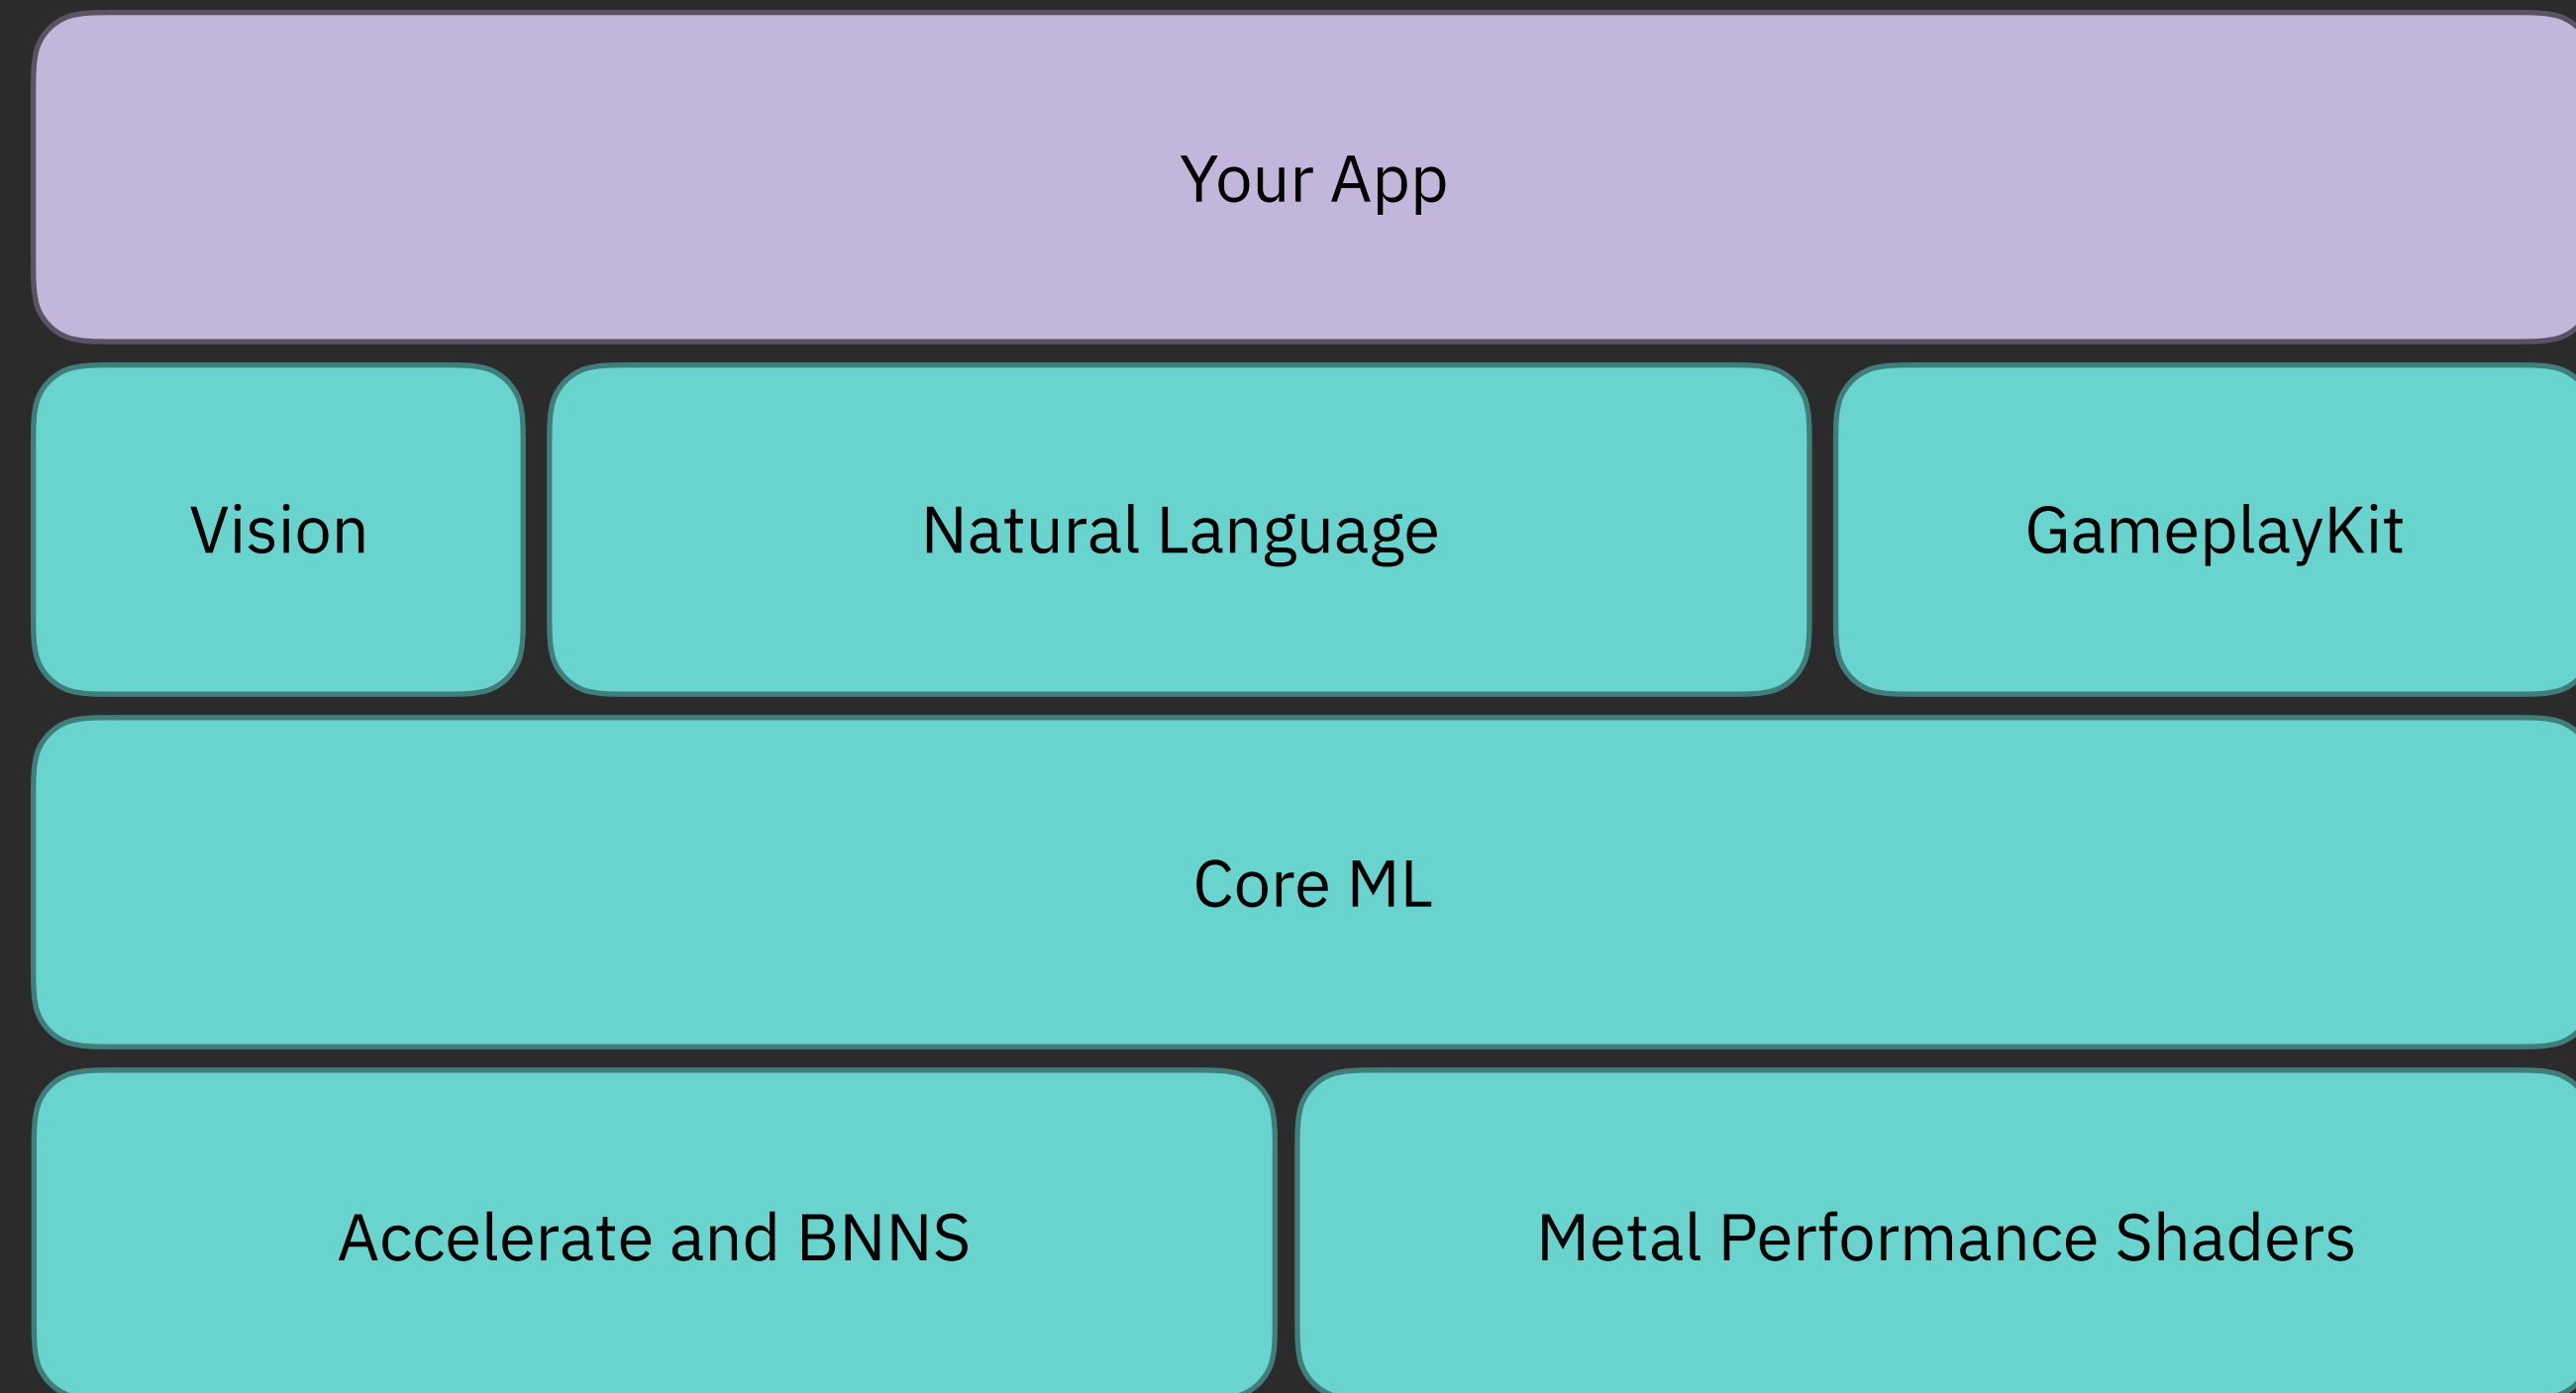 Your App
Vision
Natural Language
GameplayKit
Core ML
Accelerate and BNNS
Metal Performance Shaders